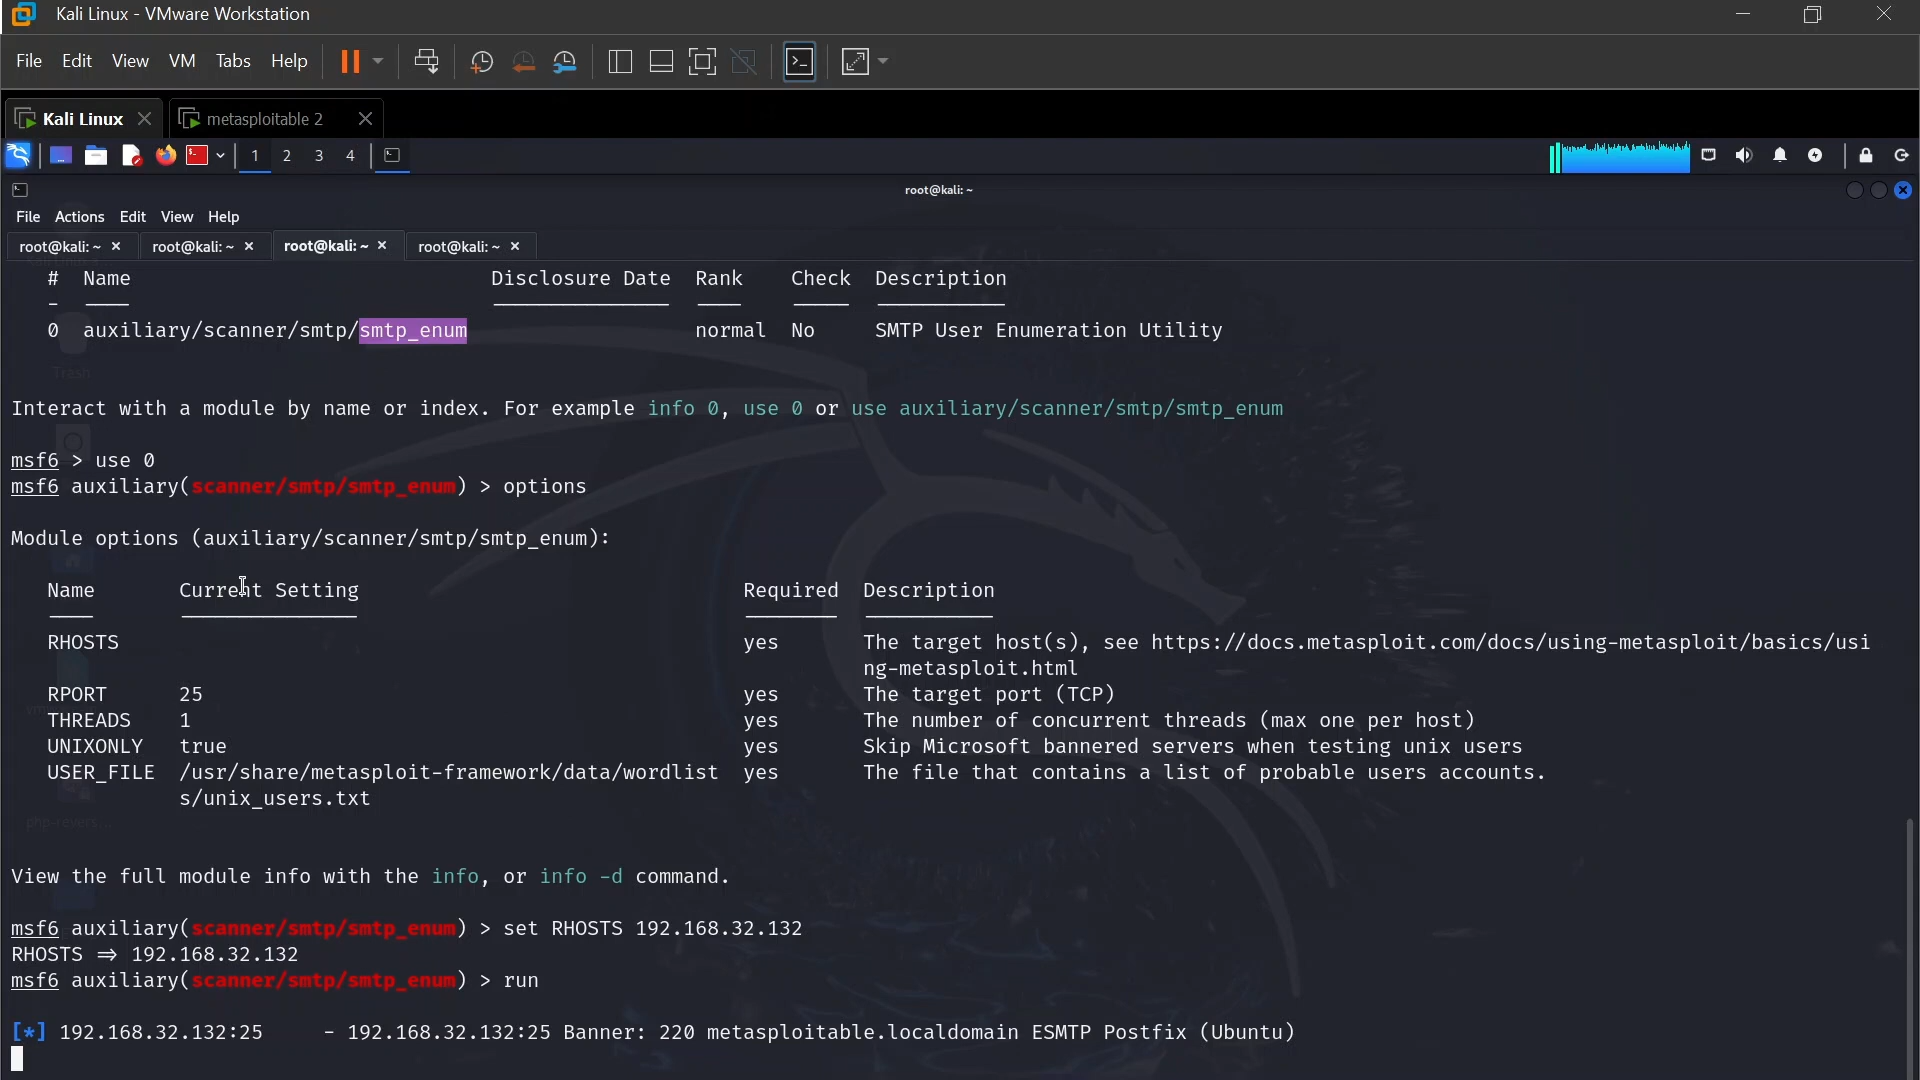 Kali Linux - VMware Workstation
File Edit View VM Tabs Help
Kali Linux metasploitable 2
1 2 3 4
root@kali: ~
File Actions Edit View Help
root@kali: ~ root@kali: ~ root@kali: ~ root@kali: ~
# Name Disclosure Date Rank Check Description
0 auxiliary/scanner/smtp/smtp_enum normal No SMTP User Enumeration Utility
Trash
Interact with a module by name or index. For example info 0, use 0 or use auxiliary/scanner/smtp/smtp_enum
msf6 > use 0
msf6 auxiliary(scanner/smtp/smtp_enum) > options
Module options (auxiliary/scanner/smtp/smtp_enum):
Name Current Setting Required Description
RHOSTS yes The target host(s), see https://docs.metasploit.com/docs/using-metasploit/basics/usi
ng-metasploit.html
RPORT 25 yes The target port (TCP)
THREADS 1 yes The number of concurrent threads (max one per host)
UNIXONLY true yes Skip Microsoft bannered servers when testing unix users
USER_FILE /usr/share/metasploit-framework/data/wordlist yes The file that contains a list of probable users accounts.
s/unix_users.txt
php-revers...
View the full module info with the info, or info -d command.
msf6 auxiliary(scanner/smtp/smtp_enum) > set RHOSTS 192.168.32.132
RHOSTS ⇒ 192.168.32.132
msf6 auxiliary(scanner/smtp/smtp_enum) > run
[*] 192.168.32.132:25 - 192.168.32.132:25 Banner: 220 metasploitable.localdomain ESMTP Postfix (Ubuntu)